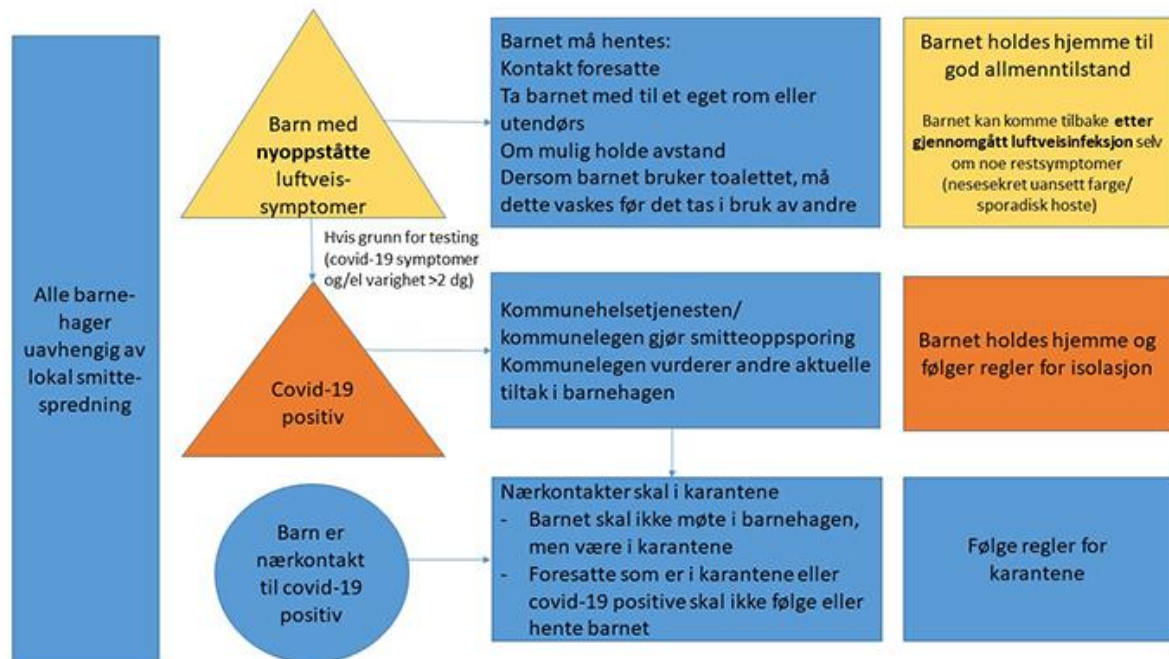 Alle barne-
hager
uavhengig av
lokal smitte-
spredning
Barn med
nyoppståtte
luftveis-
symptomer
Barnet må hentes:
Kontakt foresatte
Ta barnet med til et eget rom eller
utendørs
Om mulig holde avstand
Dersom barnet bruker toalettet, må
dette vaskes før det tas i bruk av andre
Barnet holdes hjemme til
god allmenntilstand
Barnet kan komme tilbake etter
gjennomgått luftveisinfeksjon selv
om noe restsymptomer
(nesesekret uansett farge/
sporadisk hoste)
Hvis grunn for testing
(covid-19 symptomer
og/el varighet >2 dg)
Covid-19
positiv
Kommunehelsetjenesten/
kommunelegen gjør smitteoppsporing
Kommunelegen vurderer andre aktuelle
tiltak i barnehagen
Barnet holdes hjemme og
følger regler for isolasjon
Barn er
nærkontakt
til covid-19
positiv
Nærkontakter skal i karantene
- Barnet skal ikke møte i barnehagen,
men være i karantene
- Foresatte som er i karantene eller
covid-19 positive skal ikke følge eller
hente barnet
Følge regler for
karantene